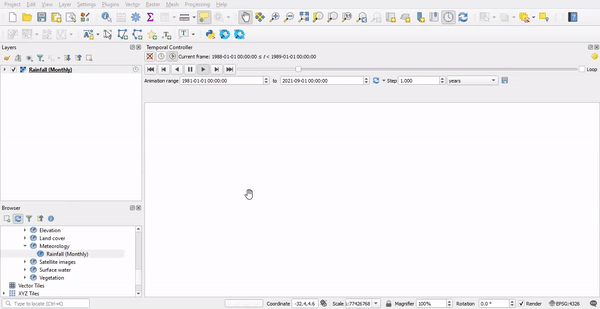 Project Edit View Layer Settings Plugins Vector Raster Mesh Processing Help
Layers
Rainfall (Monthly)
Temporal Controller
Current frame: 1988-01-01 00:00:00 ≤ t < 1989-01-01 00:00:00
Loop
Animation range 1981-01-01 00:00:00 to 2021-09-01 00:00:00 Step 1.000 years
Browser
Elevation
Land cover
Meteorology
Rainfall (Monthly)
Satellite images
Surface water
Vegetation
Vector Tiles
XYZ Tiles
Type to locate (Ctrl+K) Coordinate -32.4,4.6 Scale 1:77426768 Magnifier 100% Rotation 0.0 ° Render EPSG:4326